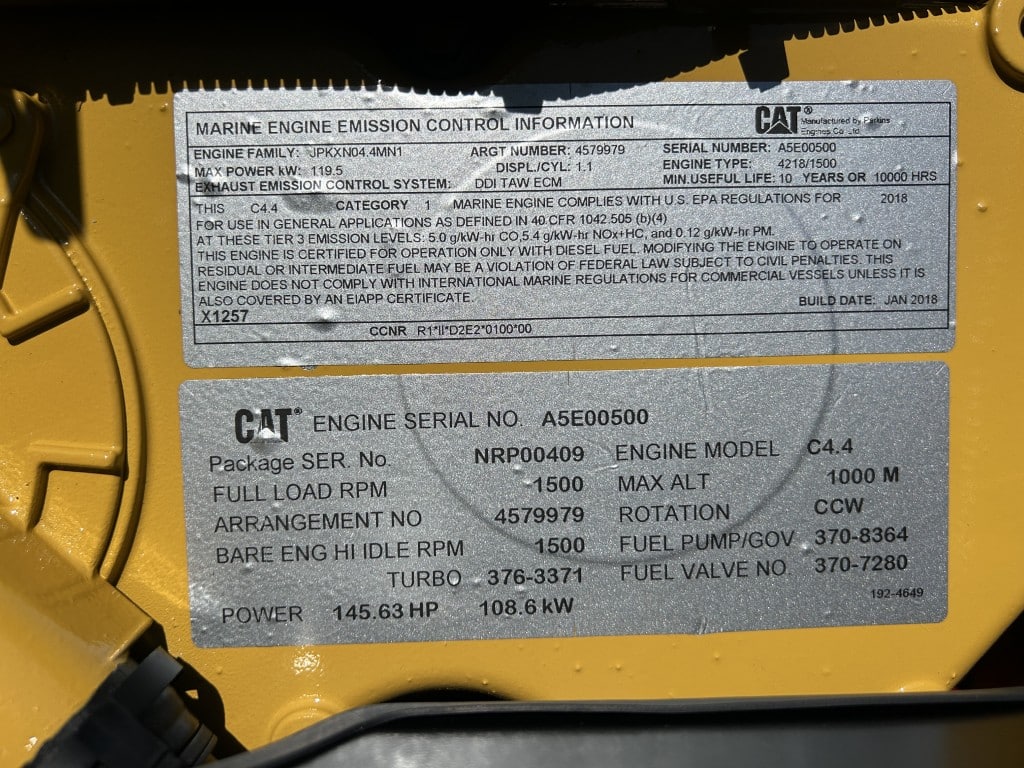 MARINE ENGINE EMISSION CONTROL INFORMATION CAT® Manufactured by Perkins Engines Co Ltd
ENGINE FAMILY: JPKXN04.4MN1 ARGT NUMBER: 4579979 SERIAL NUMBER: A5E00500
MAX POWER kW: 119.5 DISPL/CYL: 1.1 ENGINE TYPE: 4218/1500
EXHAUST EMISSION CONTROL SYSTEM: DDI TAW ECM MIN.USEFUL LIFE: 10 YEARS OR 10000 HRS
THIS C4.4 CATEGORY 1 MARINE ENGINE COMPLIES WITH U.S. EPA REGULATIONS FOR 2018
FOR USE IN GENERAL APPLICATIONS AS DEFINED IN 40 CFR 1042.505 (b)(4)
AT THESE TIER 3 EMISSION LEVELS: 5.0 g/kW-hr CO,5.4 g/kW-hr NOx+HC, and 0.12 g/kW-hr PM.
THIS ENGINE IS CERTIFIED FOR OPERATION ONLY WITH DIESEL FUEL. MODIFYING THE ENGINE TO OPERATE ON
RESIDUAL OR INTERMEDIATE FUEL MAY BE A VIOLATION OF FEDERAL LAW SUBJECT TO CIVIL PENALTIES. THIS
ENGINE DOES NOT COMPLY WITH INTERNATIONAL MARINE REGULATIONS FOR COMMERCIAL VESSELS UNLESS IT IS
ALSO COVERED BY AN EIAPP CERTIFICATE. BUILD DATE: JAN 2018
X1257
CCNR R1*II*D2E2*0100*00
CAT® ENGINE SERIAL NO. A5E00500
Package SER. No. NRP00409 ENGINE MODEL C4.4
FULL LOAD RPM 1500 MAX ALT 1000 M
ARRANGEMENT NO 4579979 ROTATION CCW
BARE ENG HI IDLE RPM 1500 FUEL PUMP/GOV 370-8364
TURBO 376-3371 FUEL VALVE NO 370-7280
POWER 145.63 HP 108.6 kW 192-4649